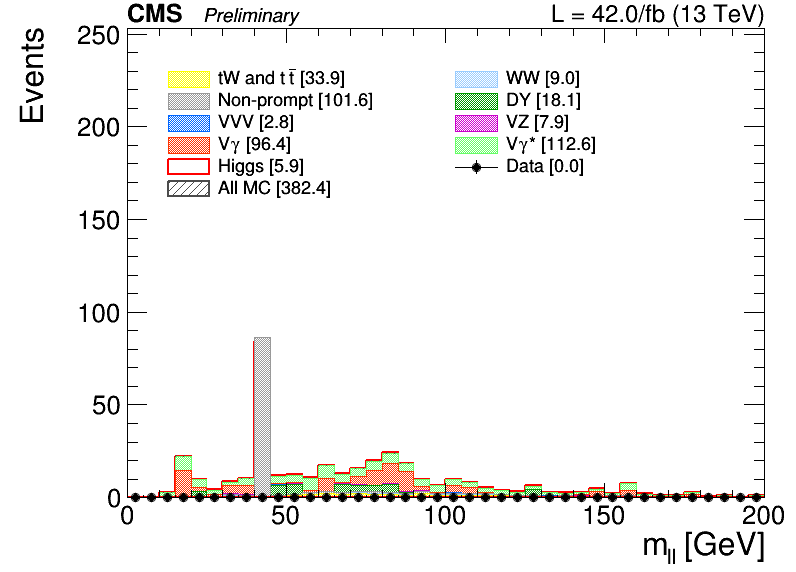 CMS Preliminary L = 42.0/fb (13 TeV)
Events
250
200
150
100
50
0
tW and t t̄ [33.9]
Non-prompt [101.6]
VVV [2.8]
Vγ [96.4]
Higgs [5.9]
All MC [382.4]
WW [9.0]
DY [18.1]
VZ [7.9]
Vγ* [112.6]
Data [0.0]
0 50 100 150 200
m_ll [GeV]